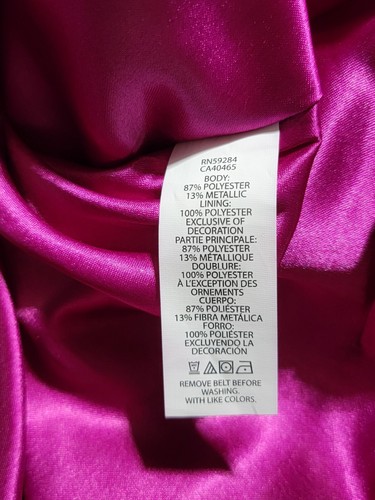 RN59284
CA40465
BODY:
87% POLYESTER
13% METALLIC
LINING:
100% POLYESTER
EXCLUSIVE OF
DECORATION
PARTIE PRINCIPALE:
87% POLYESTER
13% MÉTALLIQUE
DOUBLURE:
100% POLYESTER
À L'EXCEPTION DES
ORNEMENTS
CUERPO:
87% POLIÉSTER
13% FIBRA METÁLICA
FORRO:
100% POLIÉSTER
EXCLUYENDO LA
DECORACIÓN
REMOVE BELT BEFORE
WASHING.
WITH LIKE COLORS.